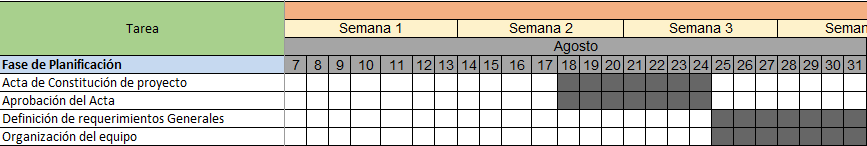 Tarea
Semana 1 Semana 2 Semana 3 Seman
Agosto
Fase de Planificación 7 8 9 10 11 12 13 14 15 16 17 18 19 20 21 22 23 24 25 26 27 28 29 30 31
Acta de Constitución de proyecto
Aprobación del Acta
Definición de requerimientos Generales
Organización del equipo